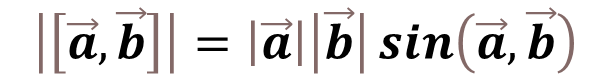 |[a⃗, b⃗]| = |a⃗||b⃗| sin(a⃗, b⃗)